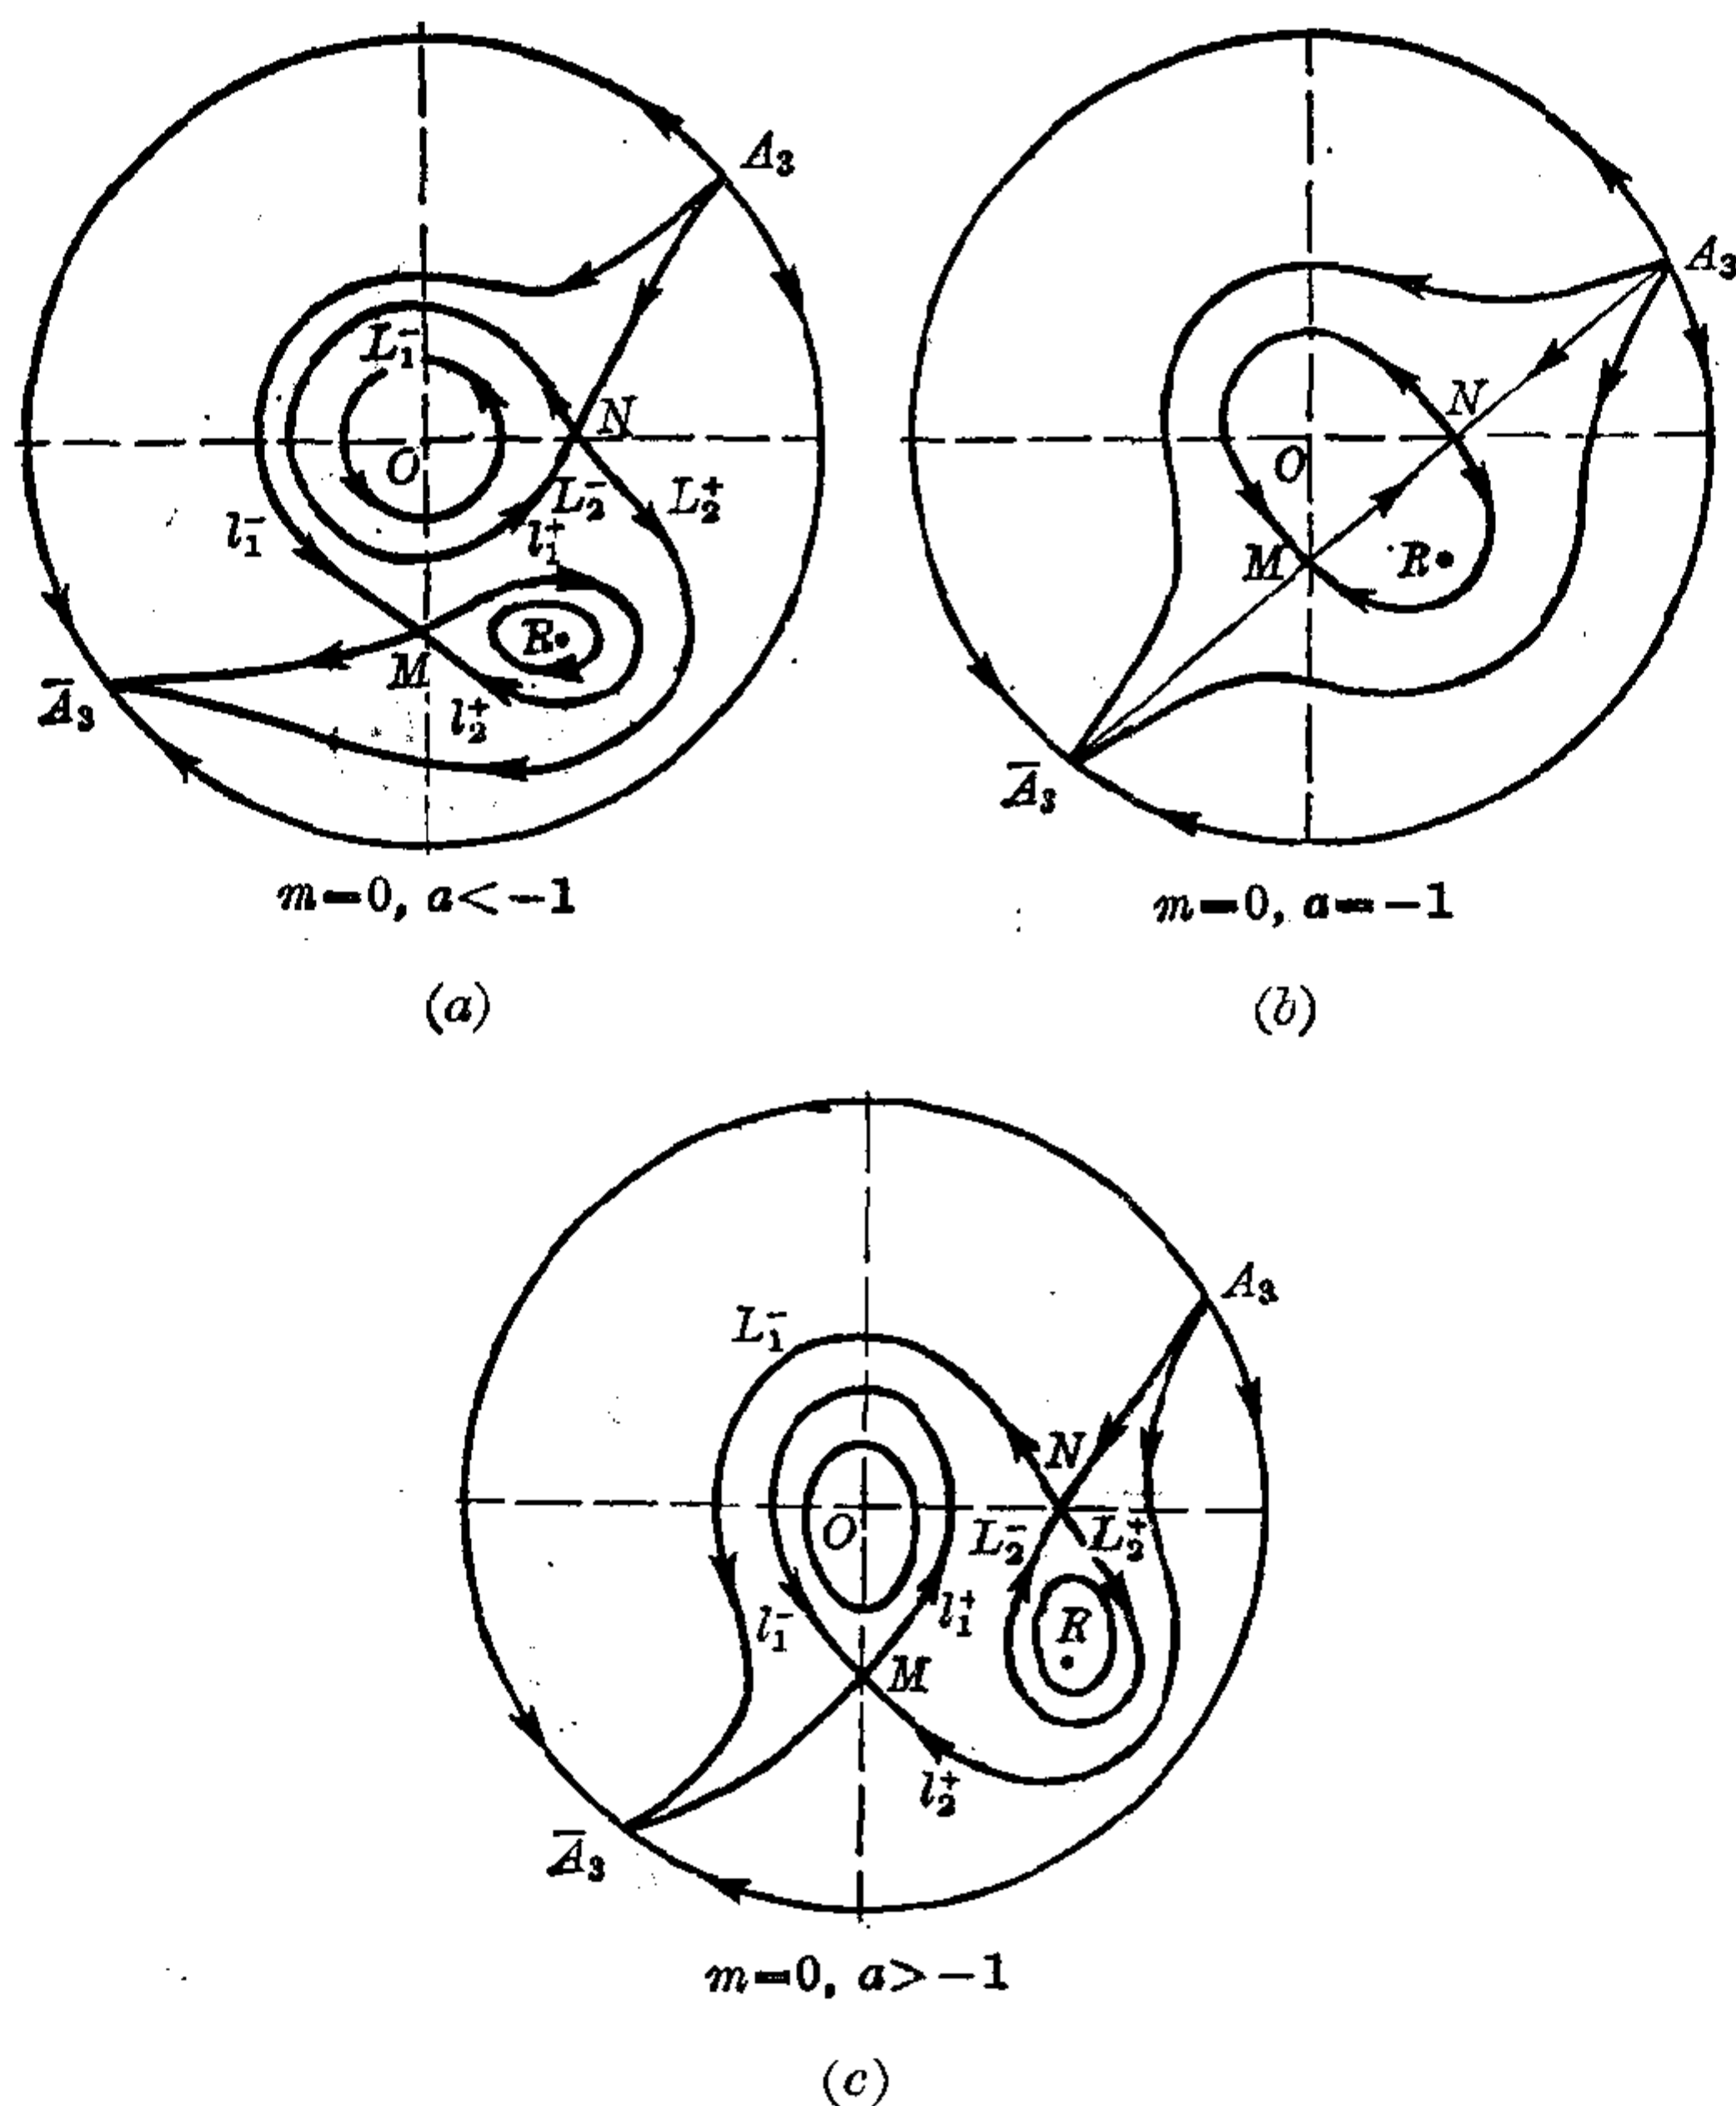 A₃
L₁⁻
N
O
L₂⁻
L₂⁺
l₁⁻
l₁⁺
R
M
Ā₃
l₂⁺
m=0, a<-1
(a)
A₃
N
O
M
R
Ā₃
m=0, a=-1
(b)
A₃
L₁⁻
N
O
L₂⁻
L₂⁺
l₁⁻
l₁⁺
R
M
l₂⁺
Ā₃
m=0, a>-1
(c)